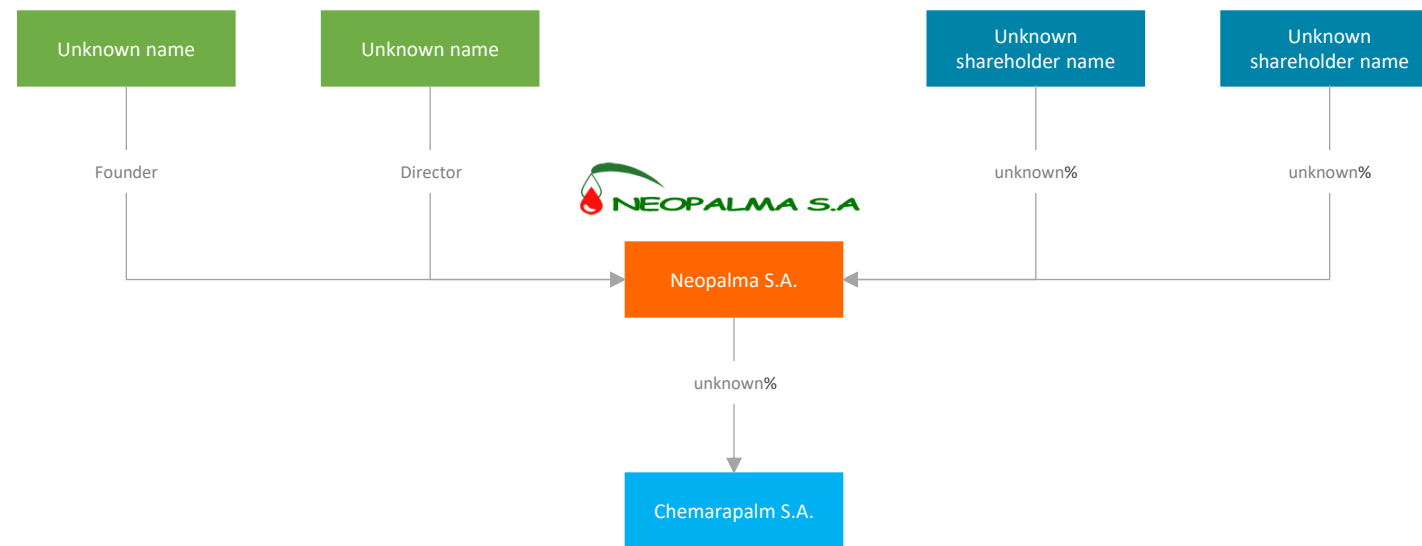 Unknown name
Unknown name
Unknown
shareholder name
Unknown
shareholder name
Founder
Director
unknown%
unknown%
NEOPALMA S.A
Neopalma S.A.
unknown%
Chemarapalm S.A.